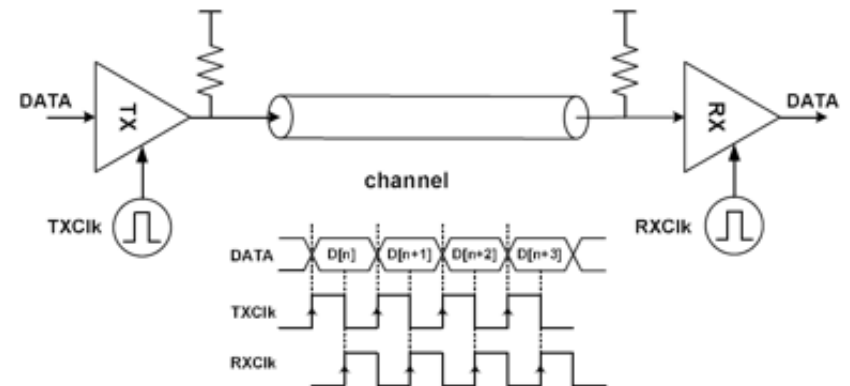 DATA
TX
RX
DATA
channel
TXClk
RXClk
DATA D[n] D[n+1] D[n+2] D[n+3]
TXClk
RXClk